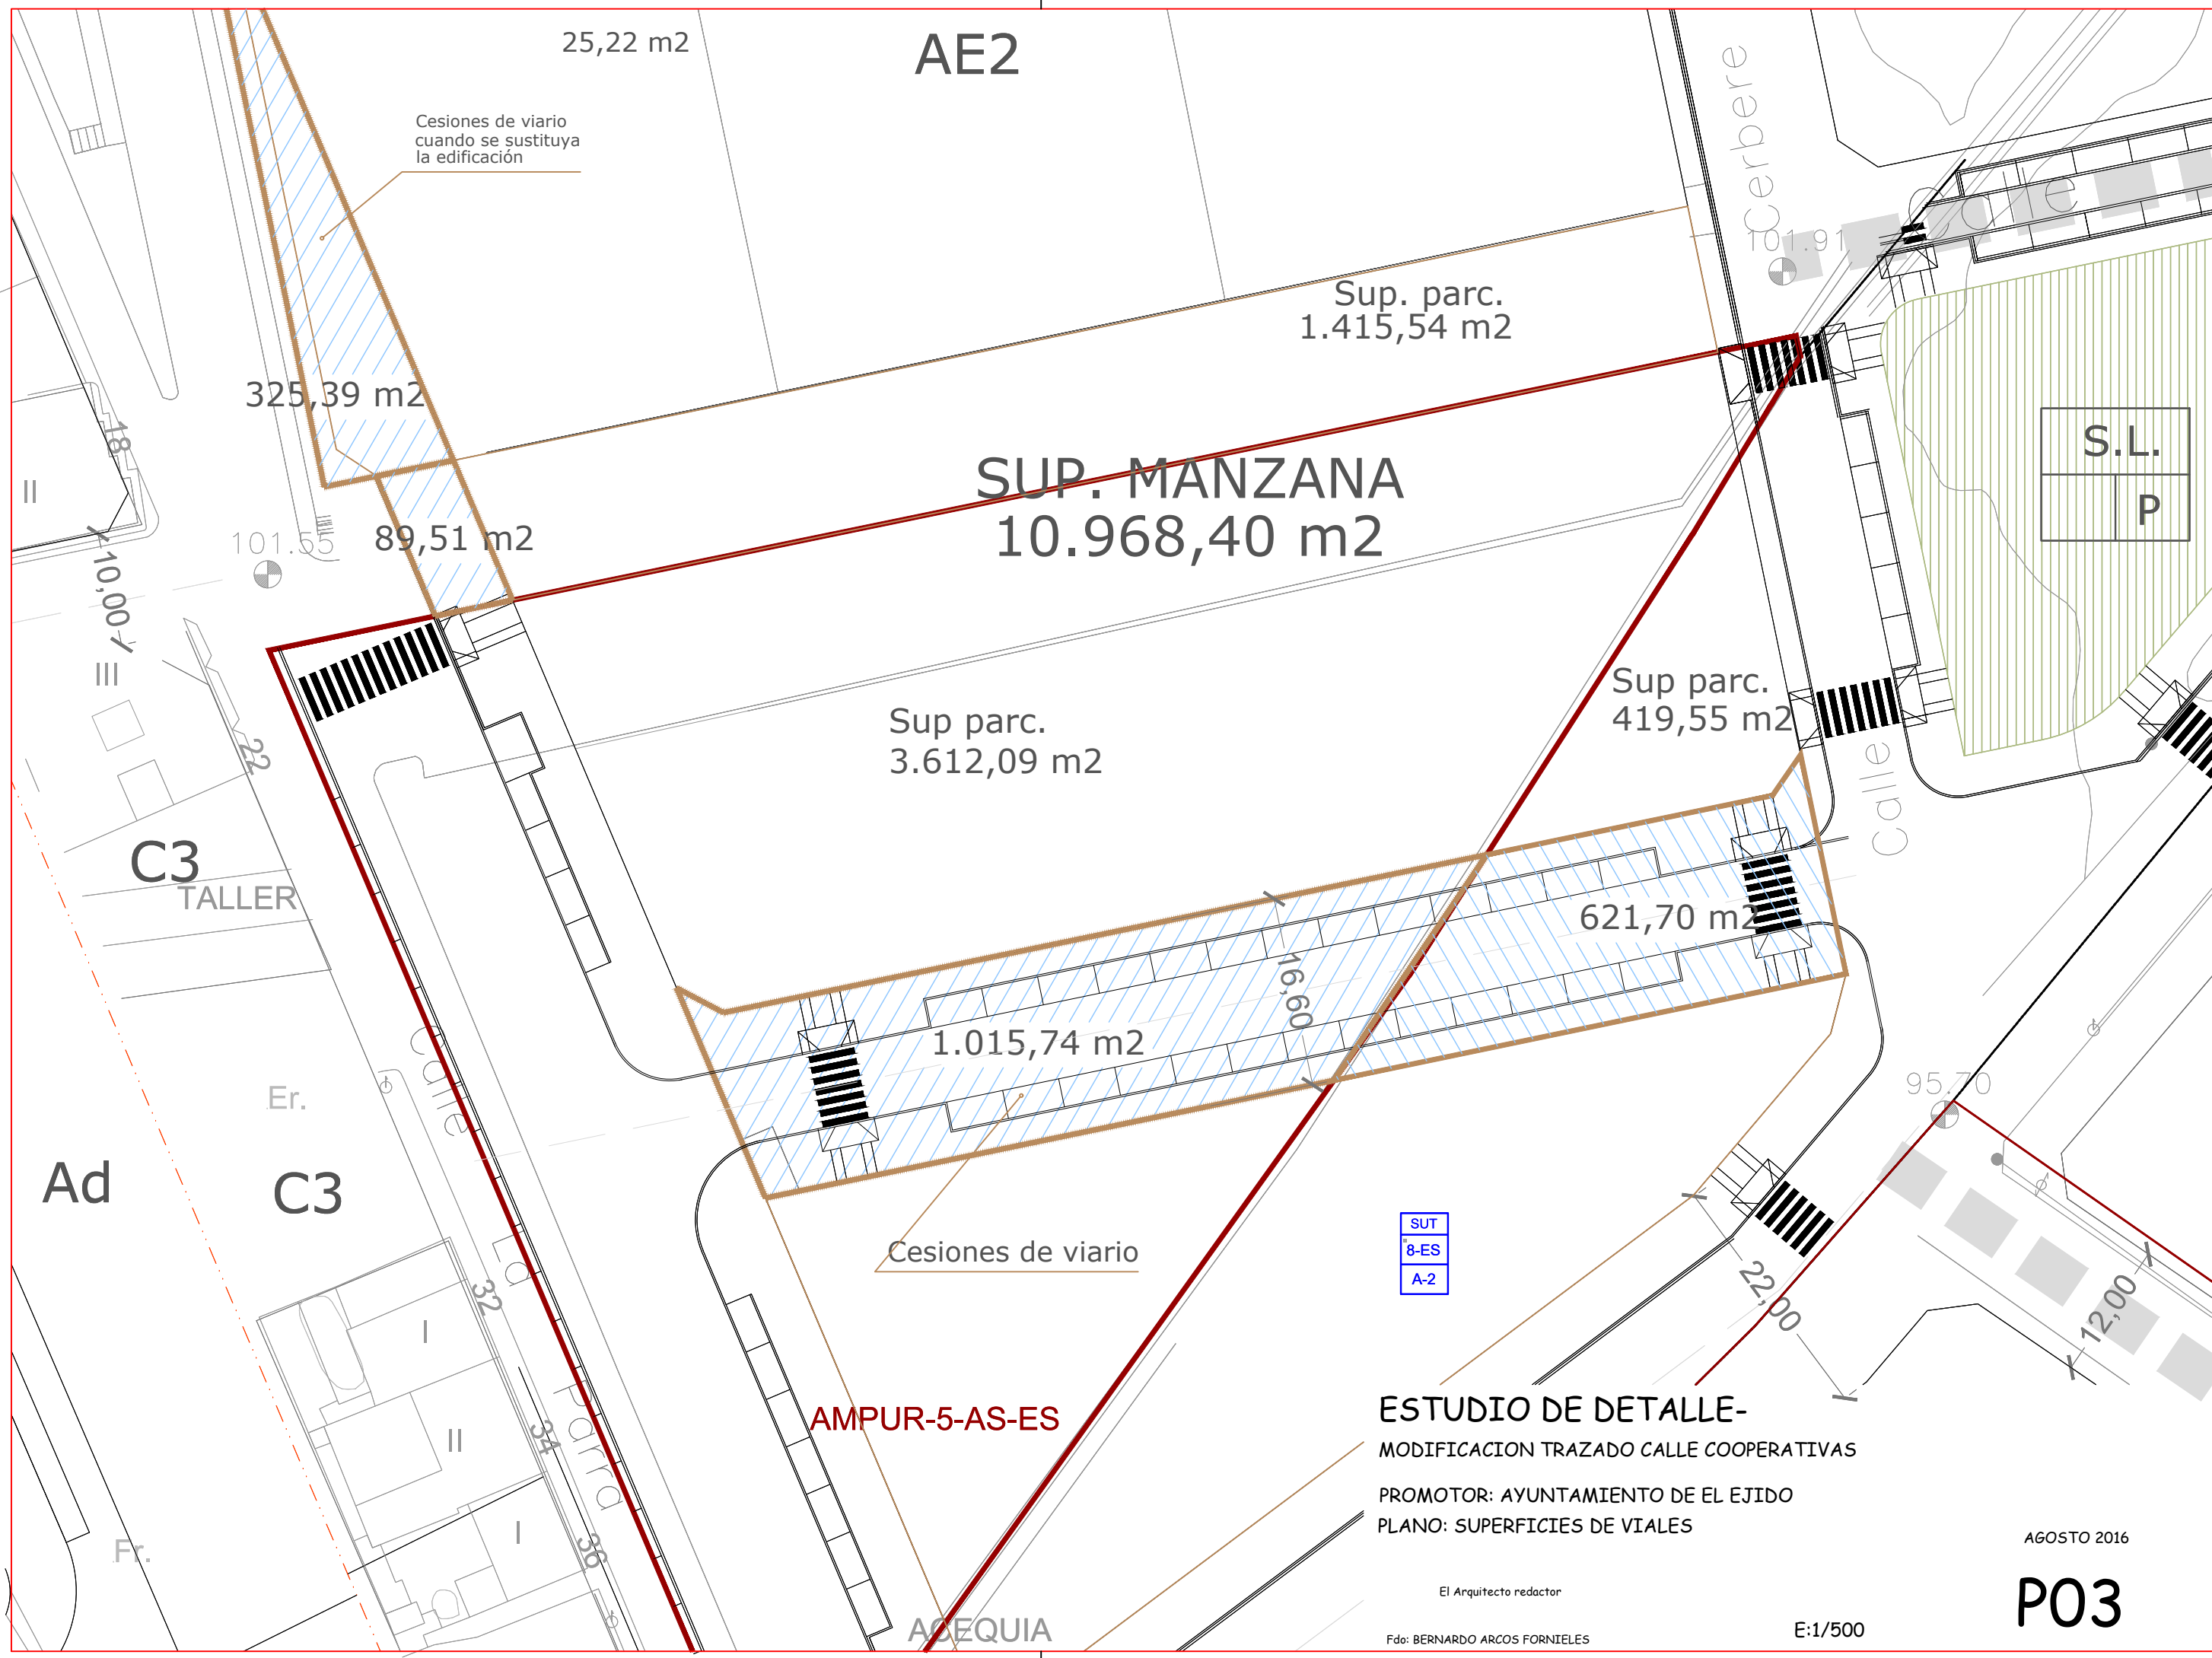 25,22 m2
AE2
Cesiones de viario
cuando se sustituya
la edificación
Cerbere
Calle
101.91
Sup. parc.
1.415,54 m2
325,39 m2
18
II
SUP. MANZANA
10.968,40 m2
S.L.
P
89,51 m2
101.55
10,00
III
Sup parc.
419,55 m2
Sup parc.
3.612,09 m2
22
Calle
C3
TALLER
621,70 m2
16,60
1.015,74 m2
Calle La Parra
Er.
95.70
Ad
C3
SUT
8-ES
A-2
Cesiones de viario
32
I
22,00
12,00
AMPUR-5-AS-ES
II
34
I
36
Fr.
ACEQUIA
ESTUDIO DE DETALLE-
MODIFICACION TRAZADO CALLE COOPERATIVAS
PROMOTOR: AYUNTAMIENTO DE EL EJIDO
PLANO: SUPERFICIES DE VIALES
AGOSTO 2016
El Arquitecto redactor
P03
E:1/500
Fdo: BERNARDO ARCOS FORNIELES